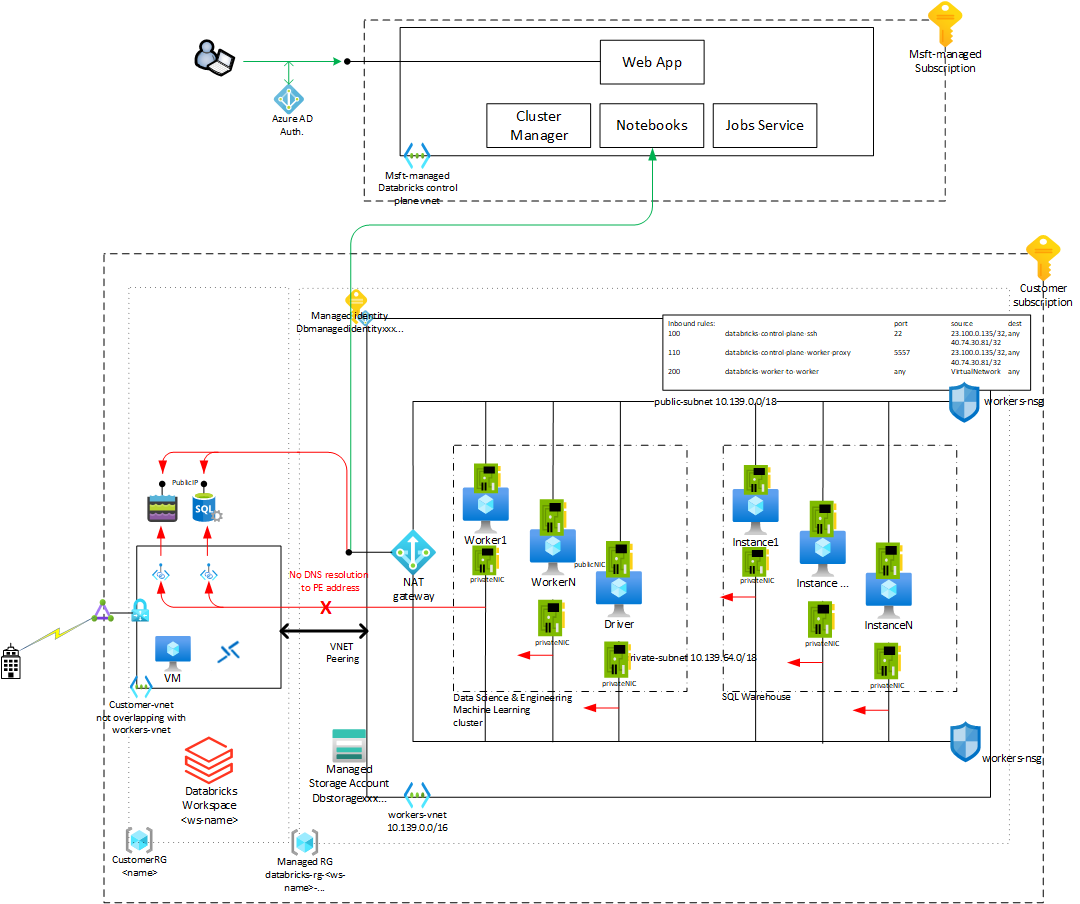 Web App
Msft-managed
Subscription
Azure AD
Auth.
Cluster
Manager
Notebooks
Jobs Service
Msft-managed
Databricks control
plane vnet
Customer
subscription
Managed identity
Dbmanagedidentityxxx...
Inbound rules: port source dest
100 databricks-control-plane-ssh 22 23.100.0.135/32, any
40.74.30.81/32
110 databricks-control-plane-worker-proxy 5557 23.100.0.135/32, any
40.74.30.81/32
200 databricks-worker-to-worker any VirtualNetwork any
public-subnet 10.139.0.0/18
workers-nsg
PublicIP
SQL
Worker1
privateNIC
WorkerN
privateNIC
publicNIC
Driver
privateNIC
Instance1
privateNIC
Instance ...
privateNIC
InstanceN
privateNIC
NAT
gateway
No DNS resolution
to PE address
X
VNET
Peering
rivate-subnet 10.139.64.0/18
Data Science & Engineering
Machine Learning
cluster
SQL Warehouse
VM
Customer-vnet
not overlapping with
workers-vnet
workers-nsg
Managed
Storage Account
Dbstoragexxx...
Databricks
Workspace
<ws-name>
workers-vnet
10.139.0.0/16
CustomerRG
<name>
Managed RG
databricks-rg-<ws-
name>-...